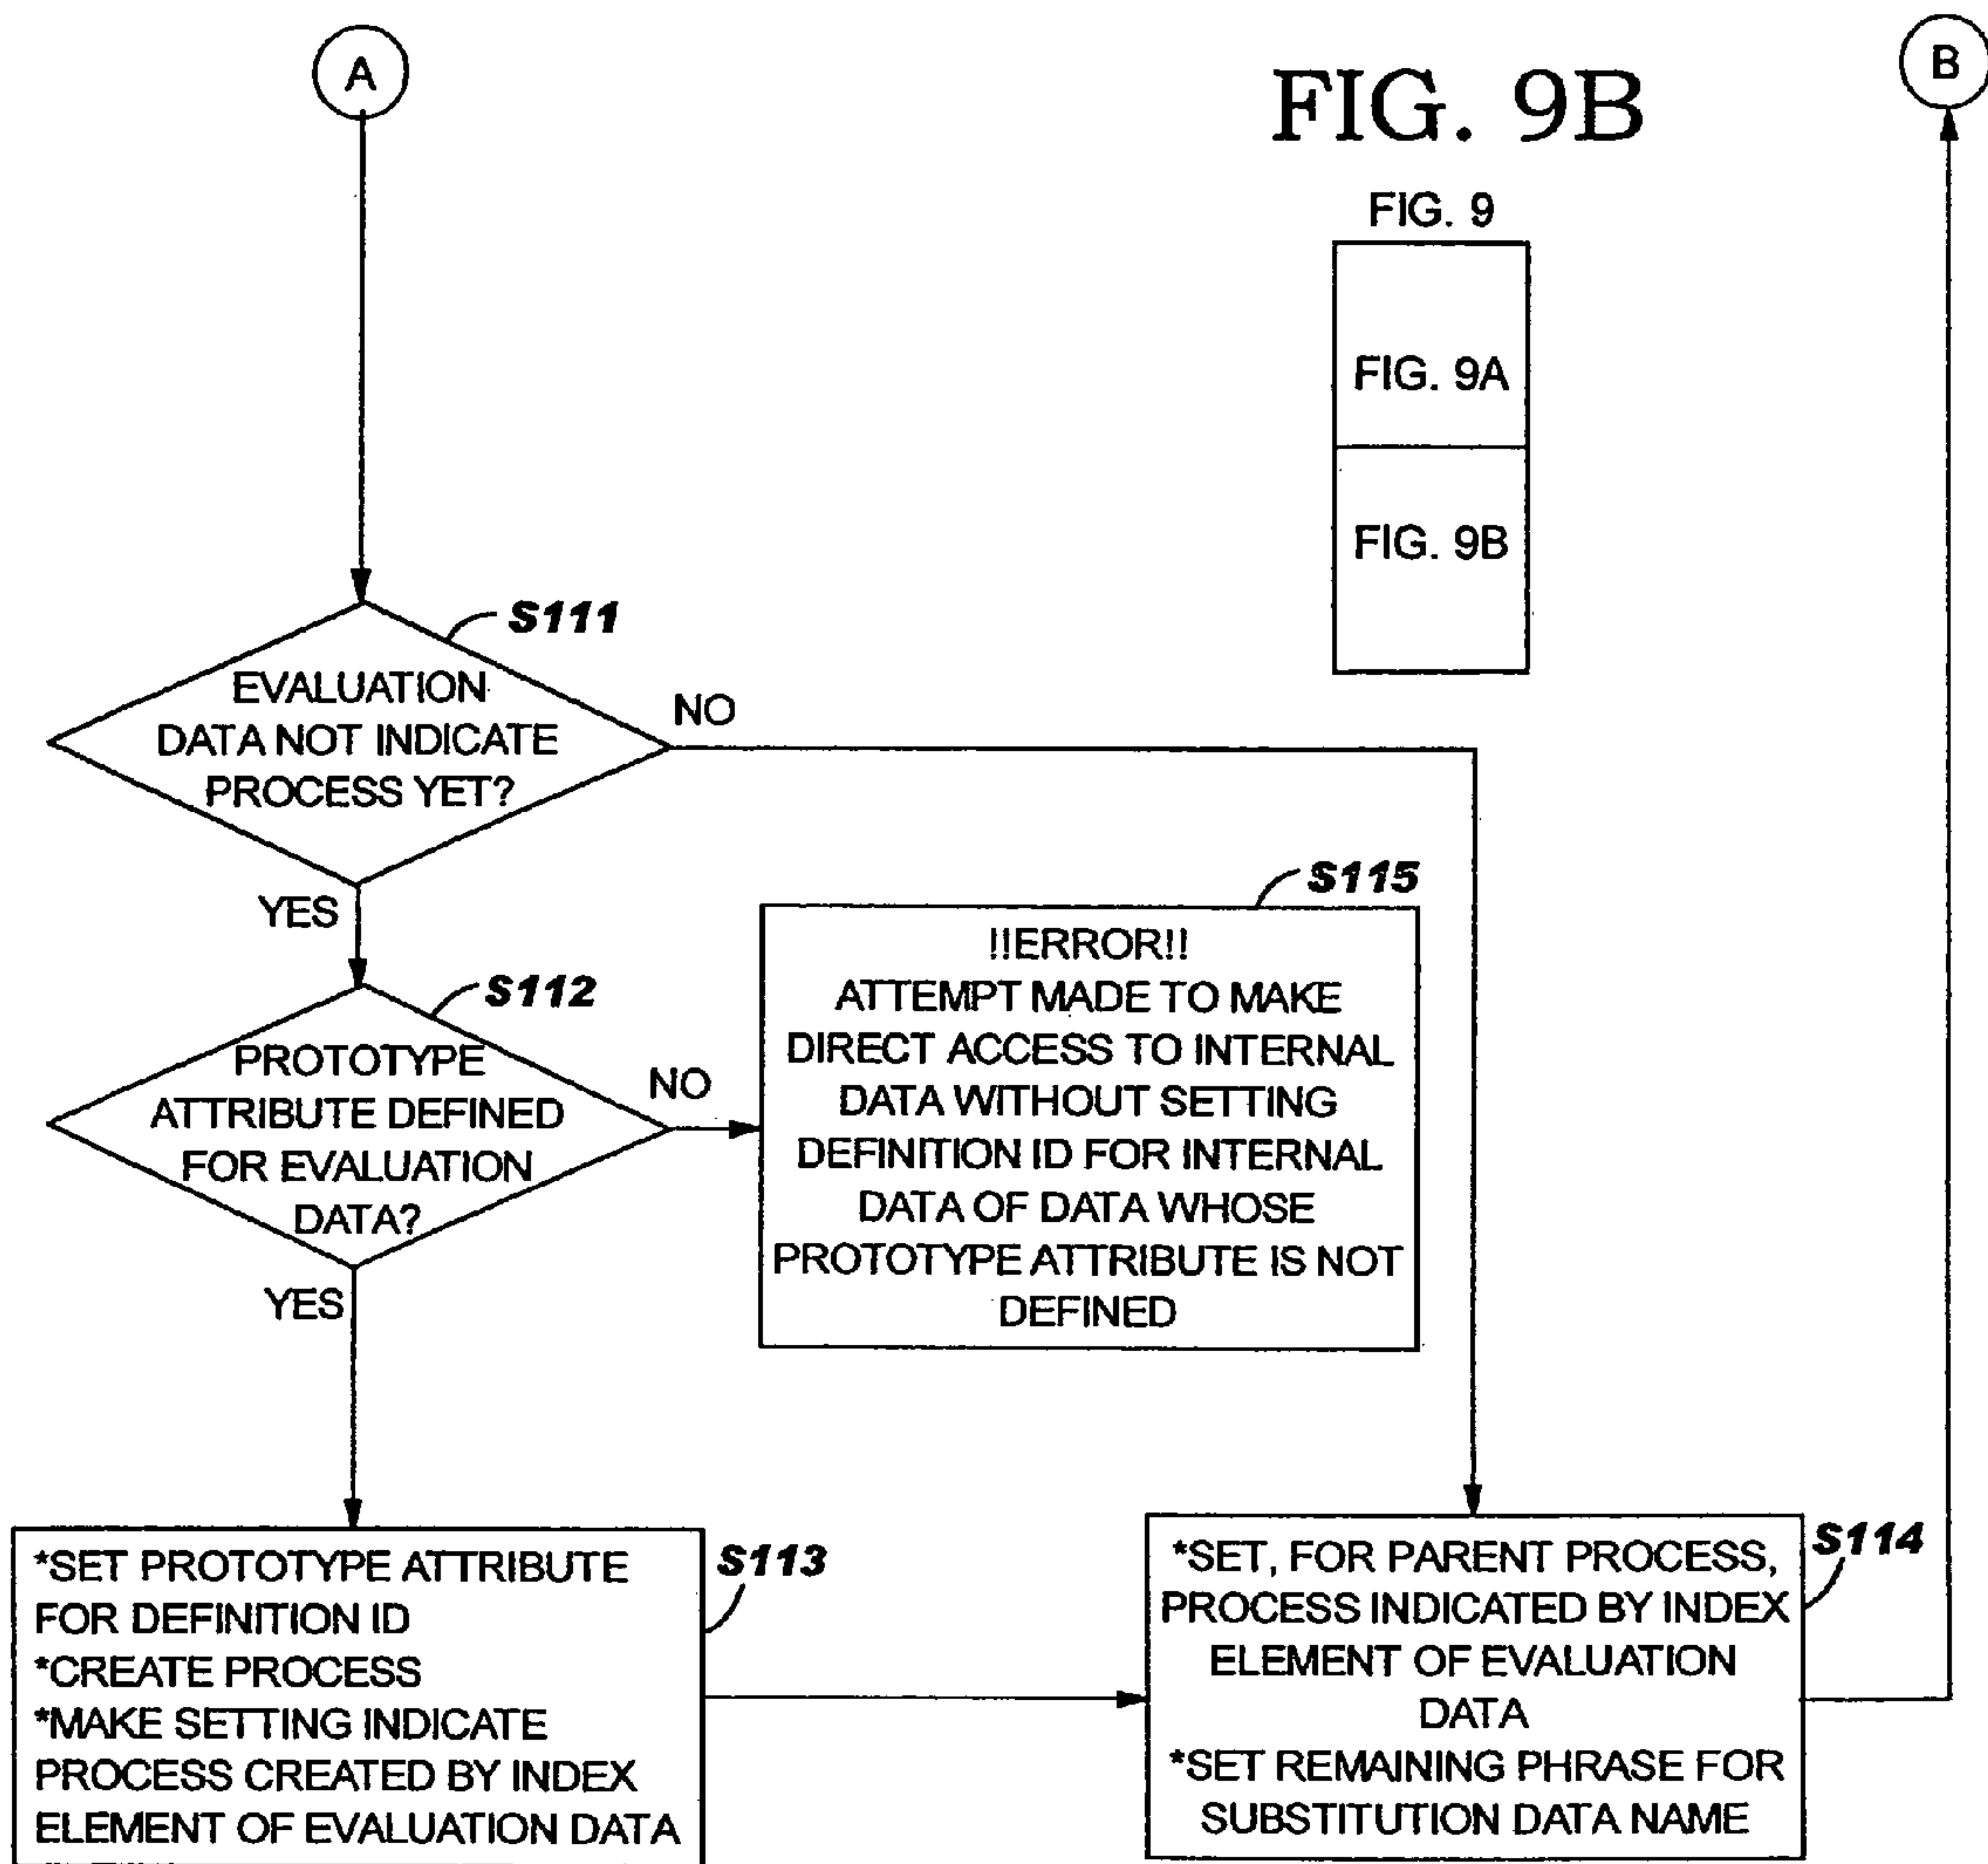 A
FIG. 9B
B
FIG. 9
FIG. 9A
FIG. 9B
S111
EVALUATION
DATA NOT INDICATE
PROCESS YET?
NO
YES
S112
PROTOTYPE
ATTRIBUTE DEFINED
FOR EVALUATION
DATA?
NO
YES
S115
!!ERROR!!
ATTEMPT MADE TO MAKE
DIRECT ACCESS TO INTERNAL
DATA WITHOUT SETTING
DEFINITION ID FOR INTERNAL
DATA OF DATA WHOSE
PROTOTYPE ATTRIBUTE IS NOT
DEFINED
*SET PROTOTYPE ATTRIBUTE
FOR DEFINITION ID
*CREATE PROCESS
*MAKE SETTING INDICATE
PROCESS CREATED BY INDEX
ELEMENT OF EVALUATION DATA
S113
*SET, FOR PARENT PROCESS,
PROCESS INDICATED BY INDEX
ELEMENT OF EVALUATION
DATA
*SET REMAINING PHRASE FOR
SUBSTITUTION DATA NAME
S114